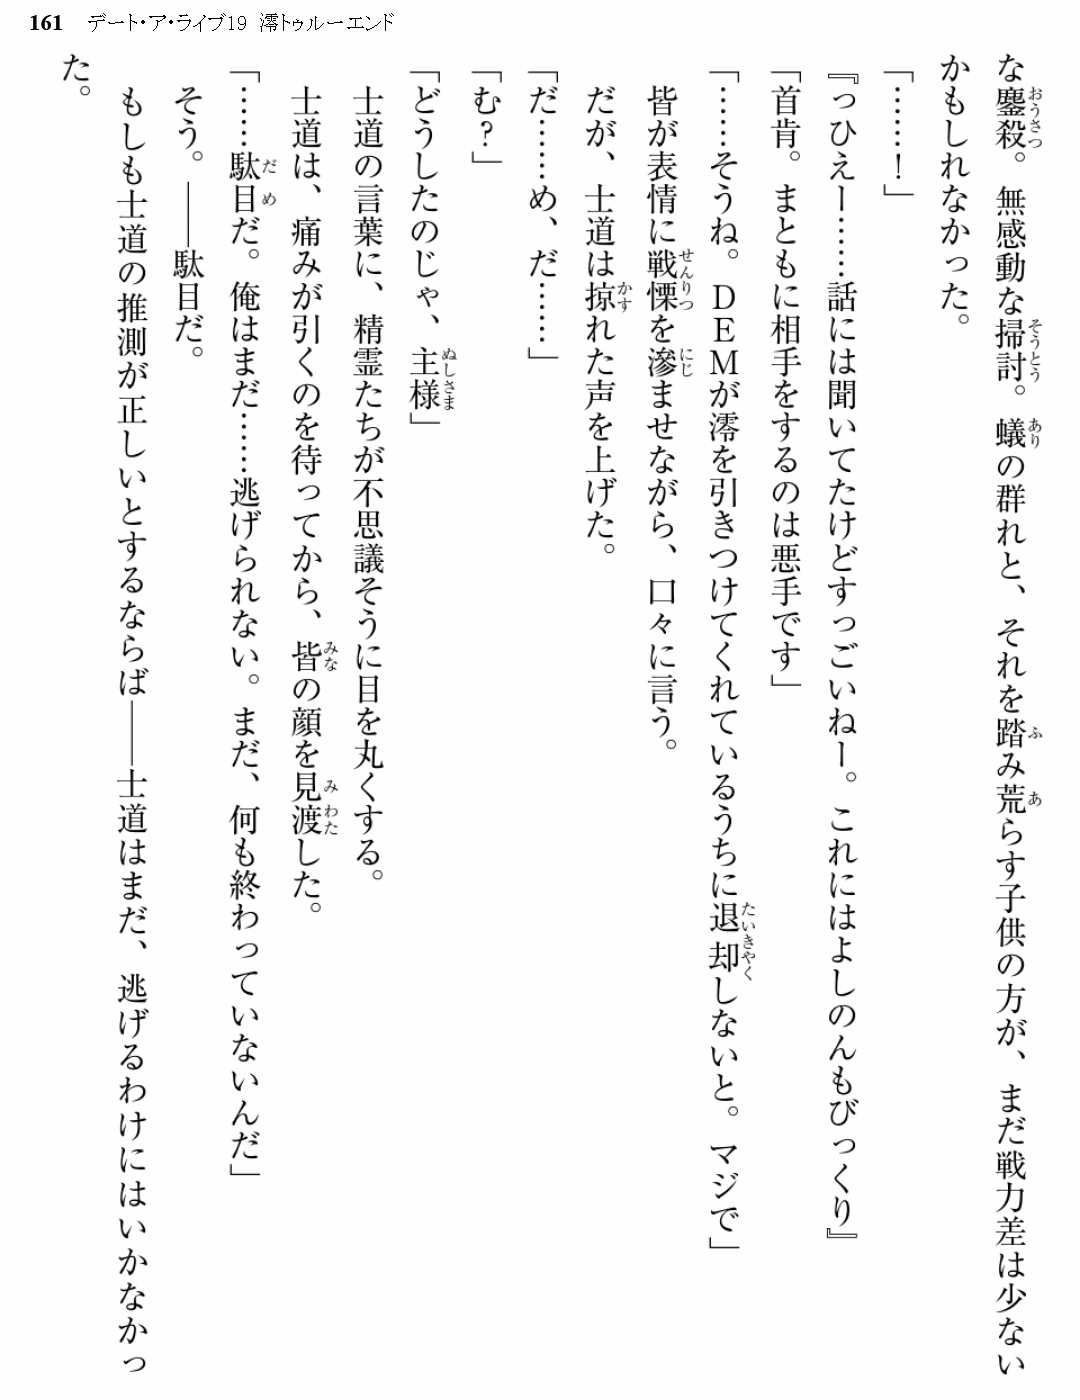 161 デート・ア・ライブ19 澪トゥルーエンド
な鏖殺。無感動な掃討。蟻の群れと、それを踏み荒らす子供の方が、まだ戦力差は少ない
かもしれなかった。
「……！」
『っひえー……話には聞いてたけどすっごいねー。これにはよしのんもびっくり』
「首肯。まともに相手をするのは悪手です」
「……そうね。ＤＥＭが澪を引きつけてくれているうちに退却しないと。マジで」
皆が表情に戦慄を滲ませながら、口々に言う。
だが、士道は掠れた声を上げた。
「だ……め、だ……」
「む？」
「どうしたのじゃ、主様」
士道の言葉に、精霊たちが不思議そうに目を丸くする。
士道は、痛みが引くのを待ってから、皆の顔を見渡した。
「……駄目だ。俺はまだ……逃げられない。まだ、何も終わっていないんだ」
そう。――駄目だ。
もしも士道の推測が正しいとするならば――士道はまだ、逃げるわけにはいかなかっ
た。